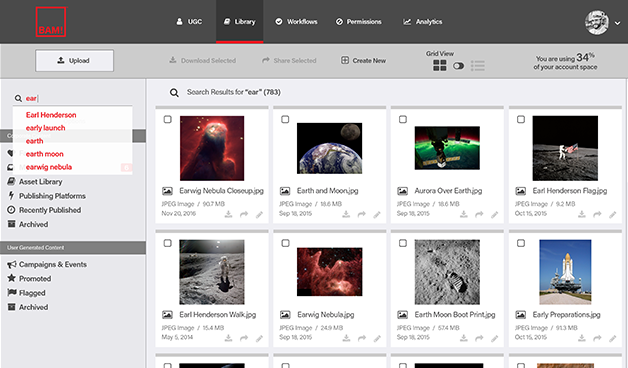 BAM!
UGC
Library
Workflows
Permissions
Analytics
Upload
Download Selected
Share Selected
Create New
Grid View
You are using 34%
of your account space
ear
Earl Henderson
early launch
earth
earth moon
earwig nebula
Asset Library
Publishing Platforms
Recently Published
Archived
User Generated Content
Campaigns & Events
Promoted
Flagged
Archived
Search Results for "ear" (783)
Earwig Nebula Closeup.jpg
JPEG Image / 90.7 MB
Nov 20, 2016
Earth and Moon.jpg
JPEG Image / 18.6 MB
Sep 18, 2015
Aurora Over Earth.jpg
JPEG Image / 18.6 MB
Sep 18, 2015
Earl Henderson Flag.jpg
JPEG Image / 9.2 MB
Oct 15, 2015
Earl Henderson Walk.jpg
JPEG Image / 15.4 MB
May 5, 2014
Earwig Nebula.jpg
JPEG Image / 24.9 MB
Sep 18, 2015
Earth Moon Boot Print.jpg
JPEG Image / 57.4 MB
Sep 18, 2015
Early Preparations.jpg
JPEG Image / 91.3 MB
Oct 15, 2015